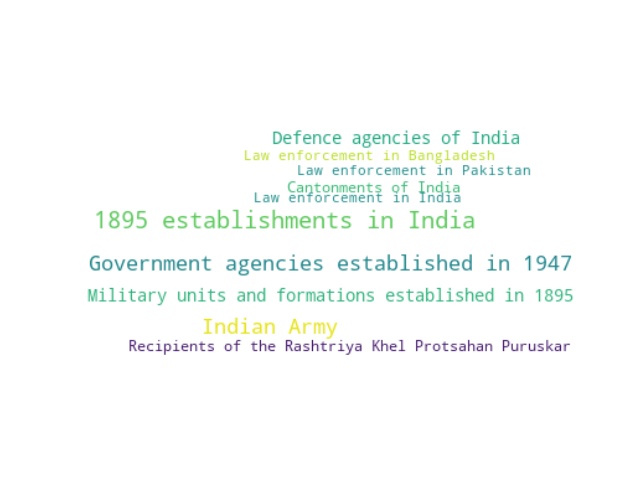 Defence agencies of India
Law enforcement in Bangladesh
Law enforcement in Pakistan
Cantonments of India
Law enforcement in India
1895 establishments in India
Government agencies established in 1947
Military units and formations established in 1895
Indian Army
Recipients of the Rashtriya Khel Protsahan Puruskar